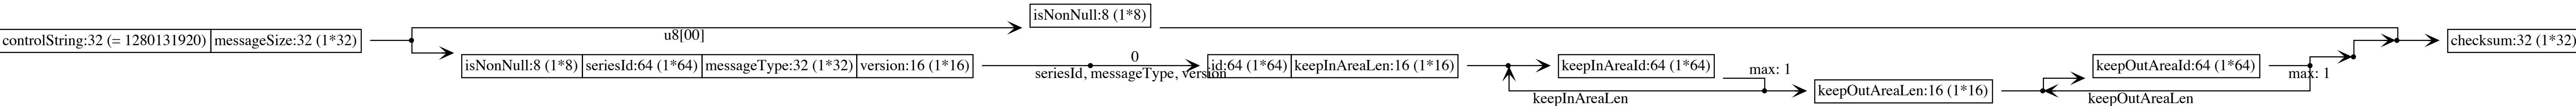 isNonNull:8 (1*8)
controlString:32 (= 1280131920) messageSize:32 (1*32)
u8[00]
isNonNull:8 (1*8) seriesId:64 (1*64) messageType:32 (1*32) version:16 (1*16)
0
seriesId, messageType, version
id:64 (1*64) keepInAreaLen:16 (1*16)
keepInAreaId:64 (1*64)
max: 1
keepInAreaLen
keepOutAreaLen:16 (1*16)
keepOutAreaId:64 (1*64)
max: 1
keepOutAreaLen
checksum:32 (1*32)